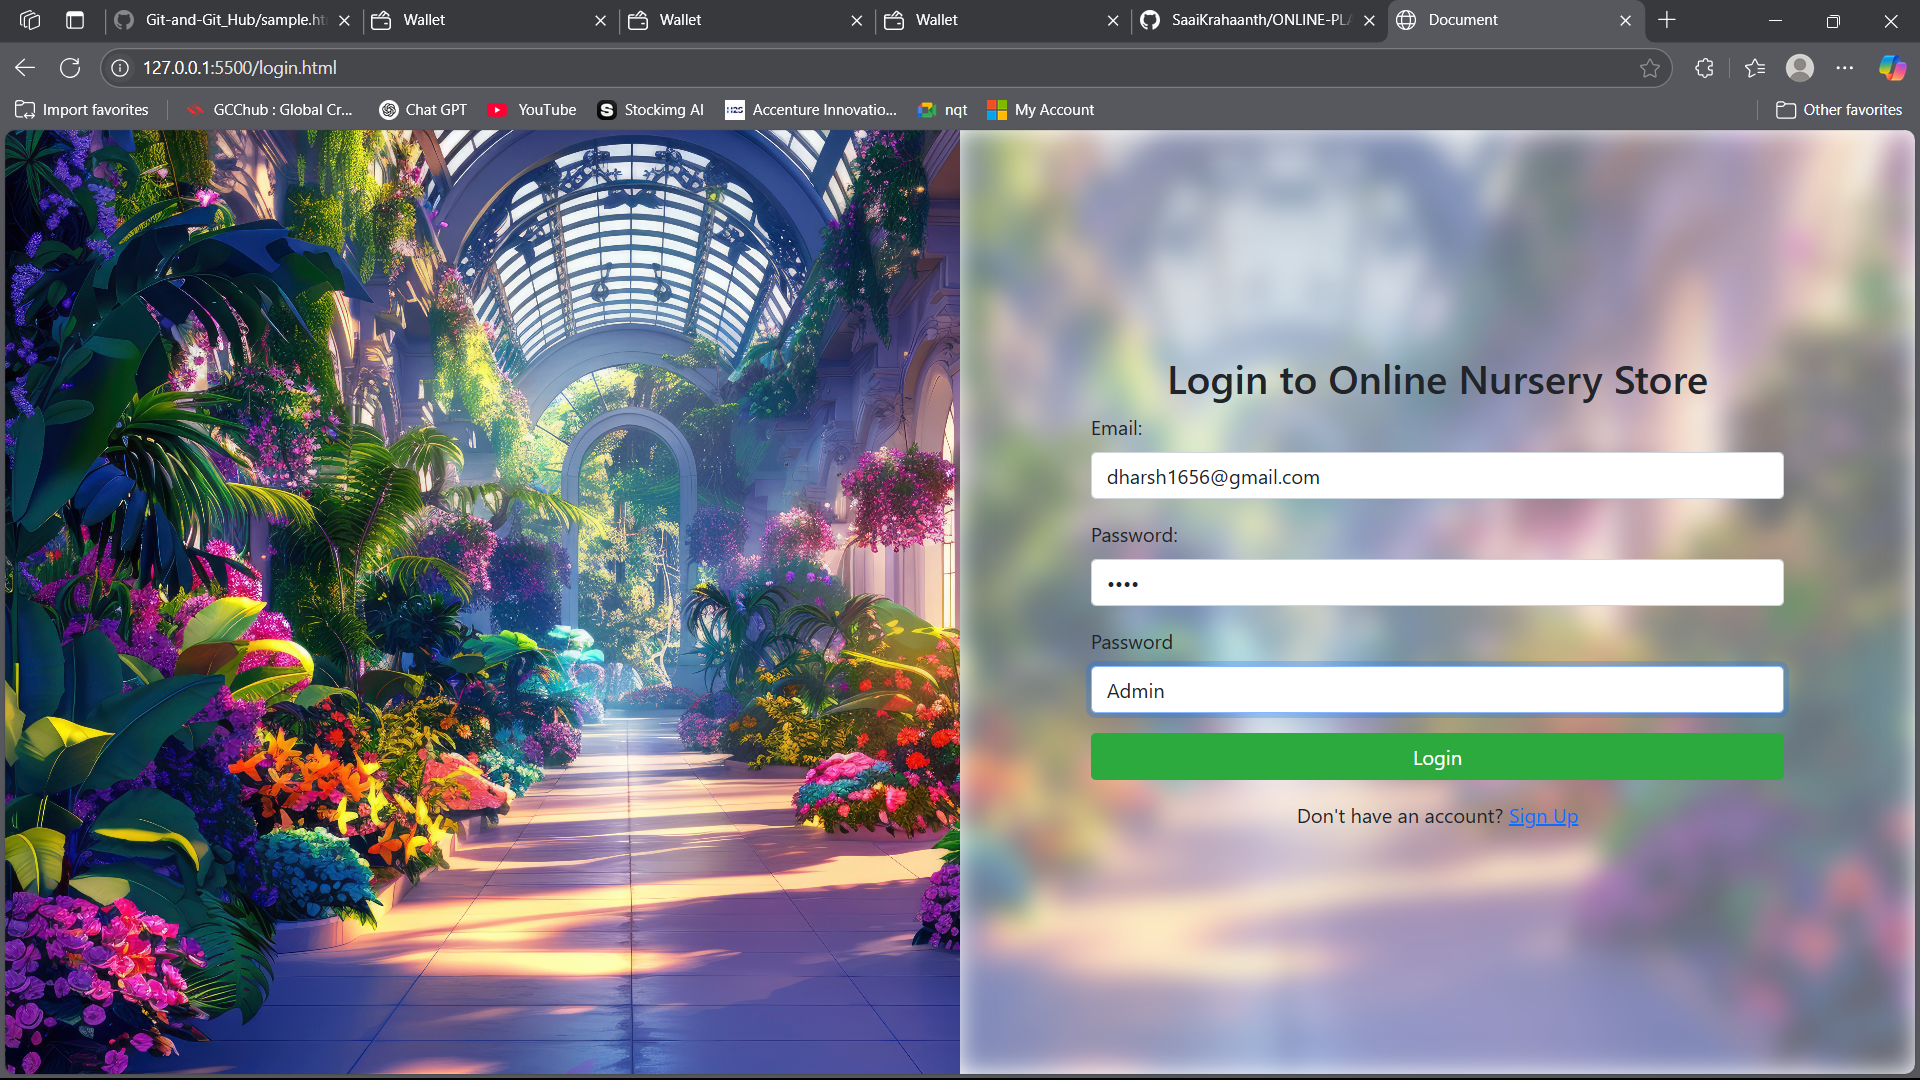 Git-and-Git_Hub/sample.ht
Wallet
Wallet
Wallet
SaaiKrahaanth/ONLINE-PLA
Document
127.0.0.1:5500/login.html
Import favorites
GCChub : Global Cr...
Chat GPT
YouTube
S
Stockimg AI
H2S
Accenture Innovatio...
nqt
My Account
Other favorites
Login to Online Nursery Store
Email:
dharsh1656@gmail.com
Password:
••••
Password
Admin
Login
Don't have an account? Sign Up